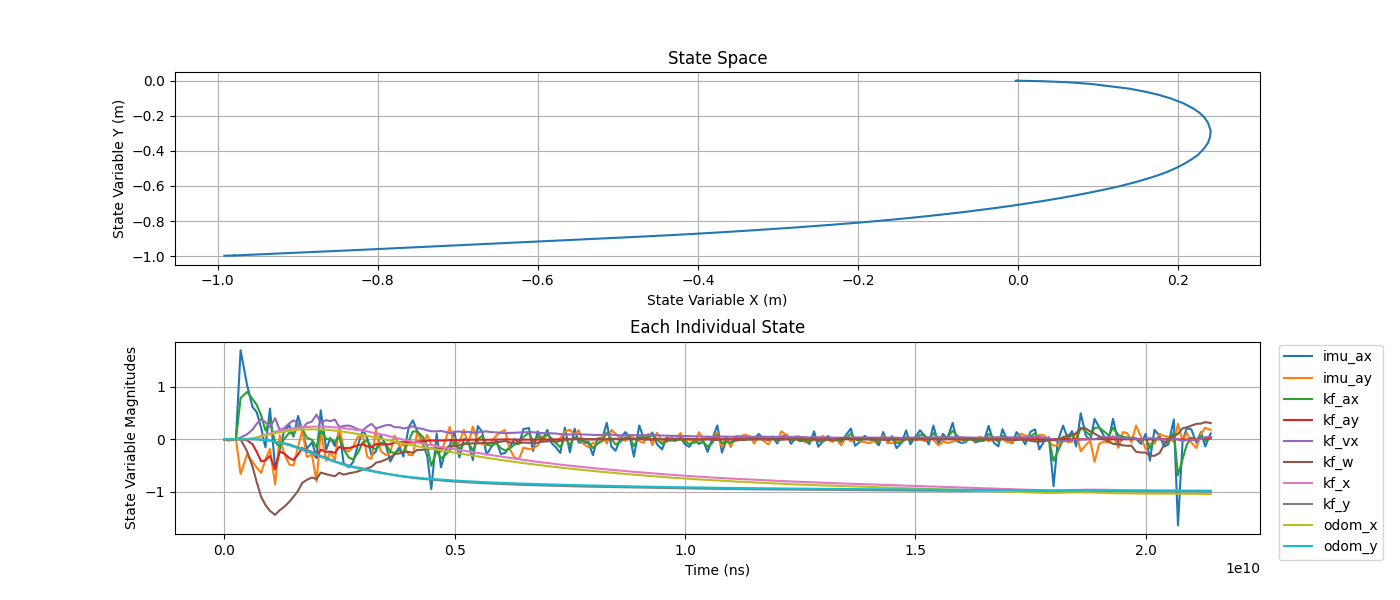 State Space
0.0
−0.2
−0.4
−0.6
−0.8
−1.0
State Variable Y (m)
−1.0
−0.8
−0.6
−0.4
−0.2
0.0
0.2
State Variable X (m)
Each Individual State
1
0
−1
State Variable Magnitudes
0.0
0.5
1.0
1.5
2.0
Time (ns)
1e10
imu_ax
imu_ay
kf_ax
kf_ay
kf_vx
kf_w
kf_x
kf_y
odom_x
odom_y